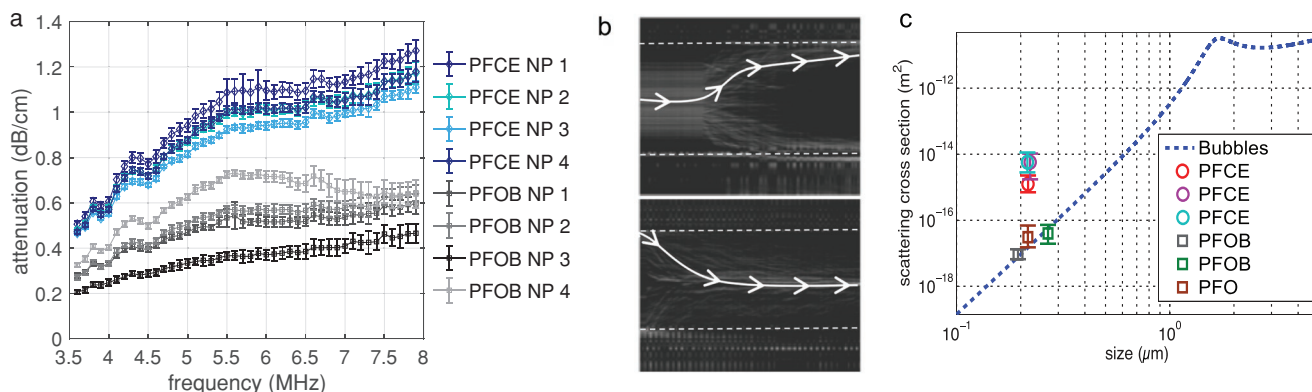 a
attenuation (dB/cm)
1.4
1.2
1
0.8
0.6
0.4
0.2
0
3.5 4 4.5 5 5.5 6 6.5 7 7.5 8
frequency (MHz)
PFCE NP 1
PFCE NP 2
PFCE NP 3
PFCE NP 4
PFOB NP 1
PFOB NP 2
PFOB NP 3
PFOB NP 4
b
c
scattering cross section (m²)
10⁻¹²
10⁻¹⁴
10⁻¹⁶
10⁻¹⁸
10⁻¹ 10⁰
size (μm)
Bubbles
PFCE
PFCE
PFCE
PFOB
PFOB
PFO